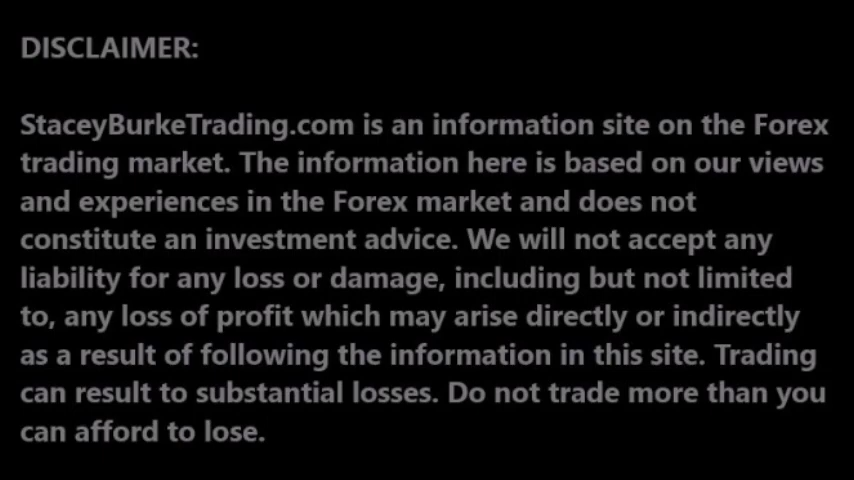 DISCLAIMER:
StaceyBurkeTrading.com is an information site on the Forex
trading market. The information here is based on our views
and experiences in the Forex market and does not
constitute an investment advice. We will not accept any
liability for any loss or damage, including but not limited
to, any loss of profit which may arise directly or indirectly
as a result of following the information in this site. Trading
can result to substantial losses. Do not trade more than you
can afford to lose.